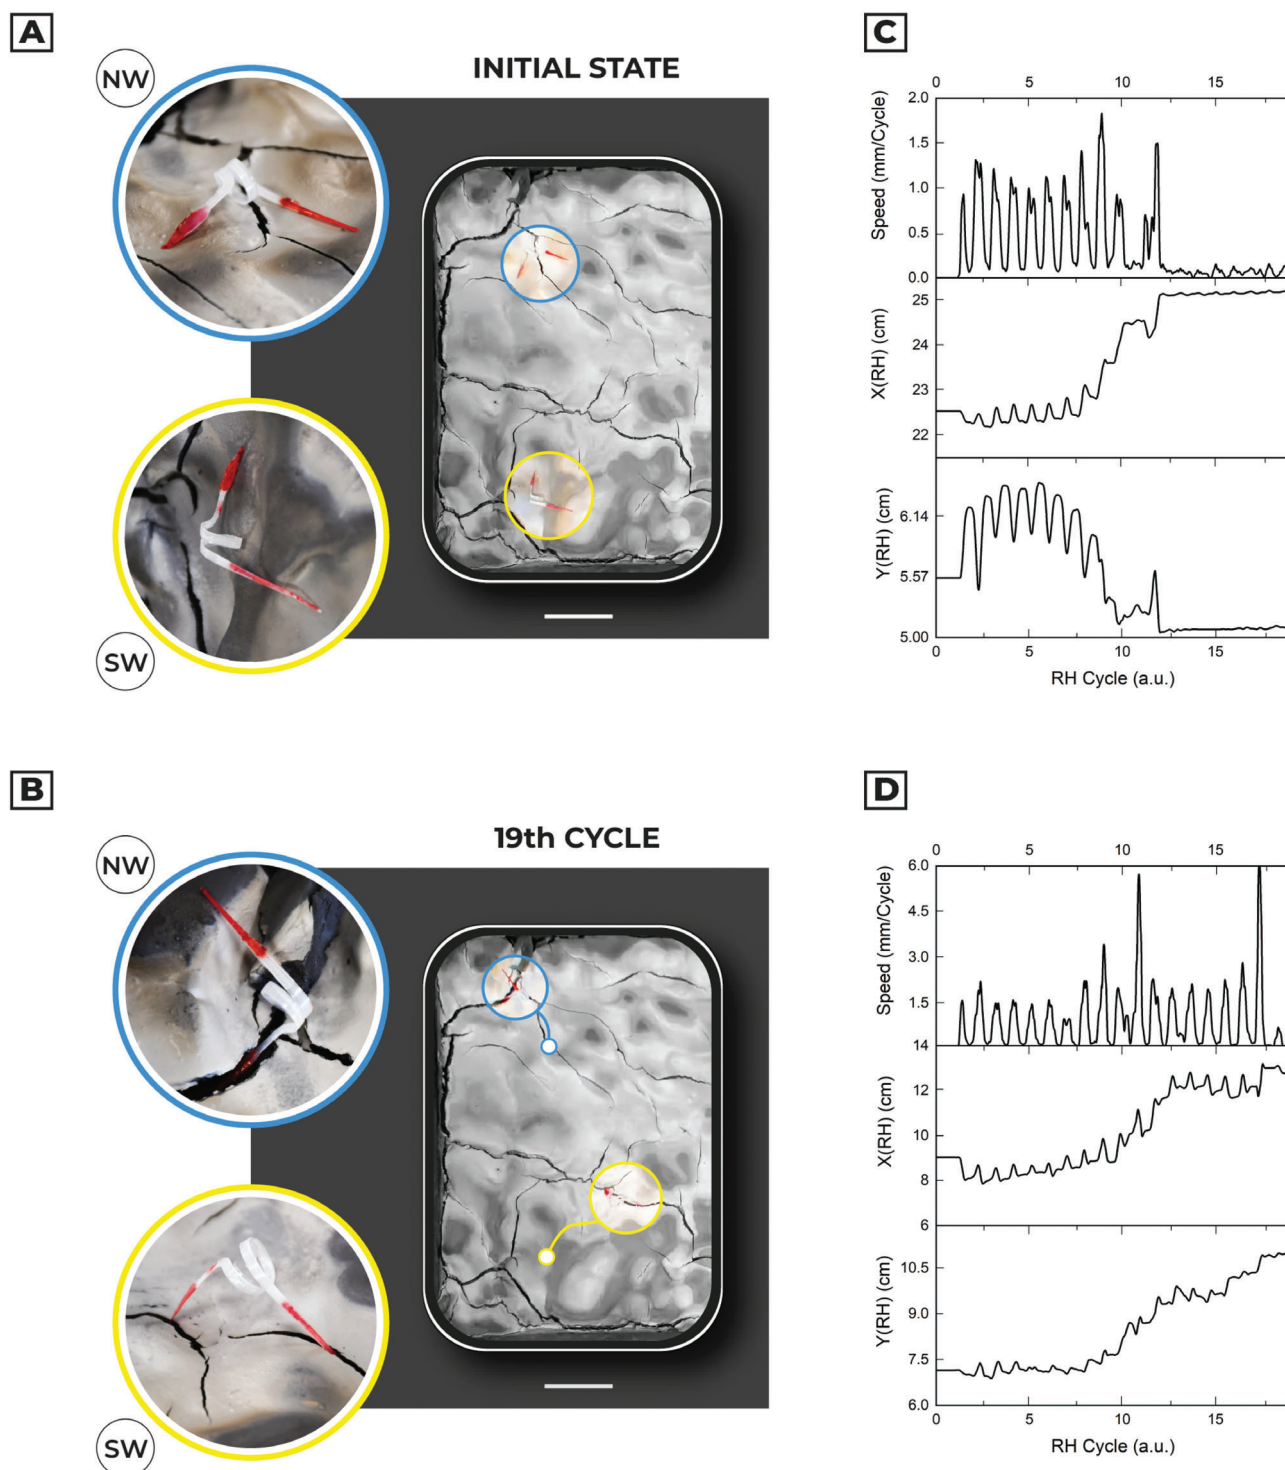 A
NW
INITIAL STATE
SW
C
0 5 10 15
Speed (mm/Cycle)
2.0
1.5
1.0
0.5
0.0
X(RH) (cm)
25
24
23
22
Y(RH) (cm)
6.14
5.57
5.00
0 5 10 15
RH Cycle (a.u.)
B
NW
19th CYCLE
SW
D
0 5 10 15
Speed (mm/Cycle)
6.0
4.5
3.0
1.5
14
X(RH) (cm)
12
10
8
6
Y(RH) (cm)
10.5
9.0
7.5
6.0
0 5 10 15
RH Cycle (a.u.)